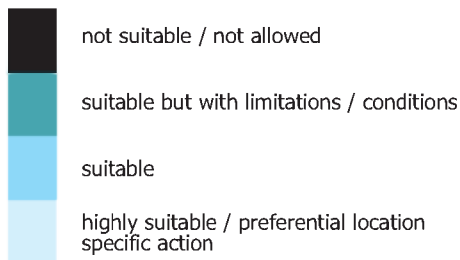 not suitable / not allowed
suitable but with limitations / conditions
suitable
highly suitable / preferential location
specific action